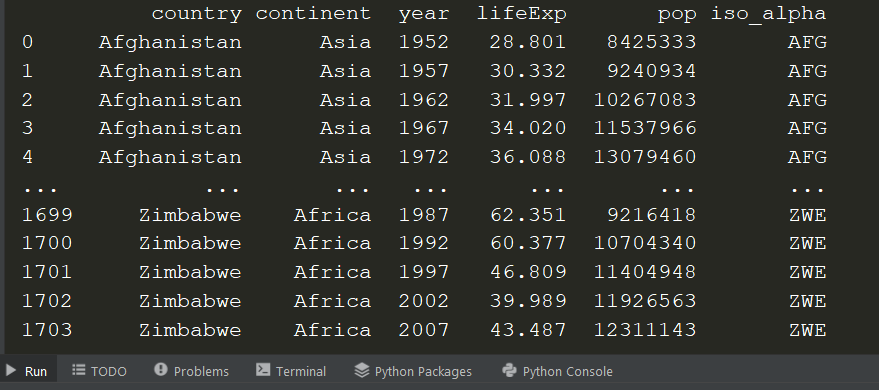 country continent year lifeExp pop iso_alpha
0 Afghanistan Asia 1952 28.801 8425333 AFG
1 Afghanistan Asia 1957 30.332 9240934 AFG
2 Afghanistan Asia 1962 31.997 10267083 AFG
3 Afghanistan Asia 1967 34.020 11537966 AFG
4 Afghanistan Asia 1972 36.088 13079460 AFG
... ... ... ... ... ... ...
1699 Zimbabwe Africa 1987 62.351 9216418 ZWE
1700 Zimbabwe Africa 1992 60.377 10704340 ZWE
1701 Zimbabwe Africa 1997 46.809 11404948 ZWE
1702 Zimbabwe Africa 2002 39.989 11926563 ZWE
1703 Zimbabwe Africa 2007 43.487 12311143 ZWE
Run TODO Problems Terminal Python Packages Python Console